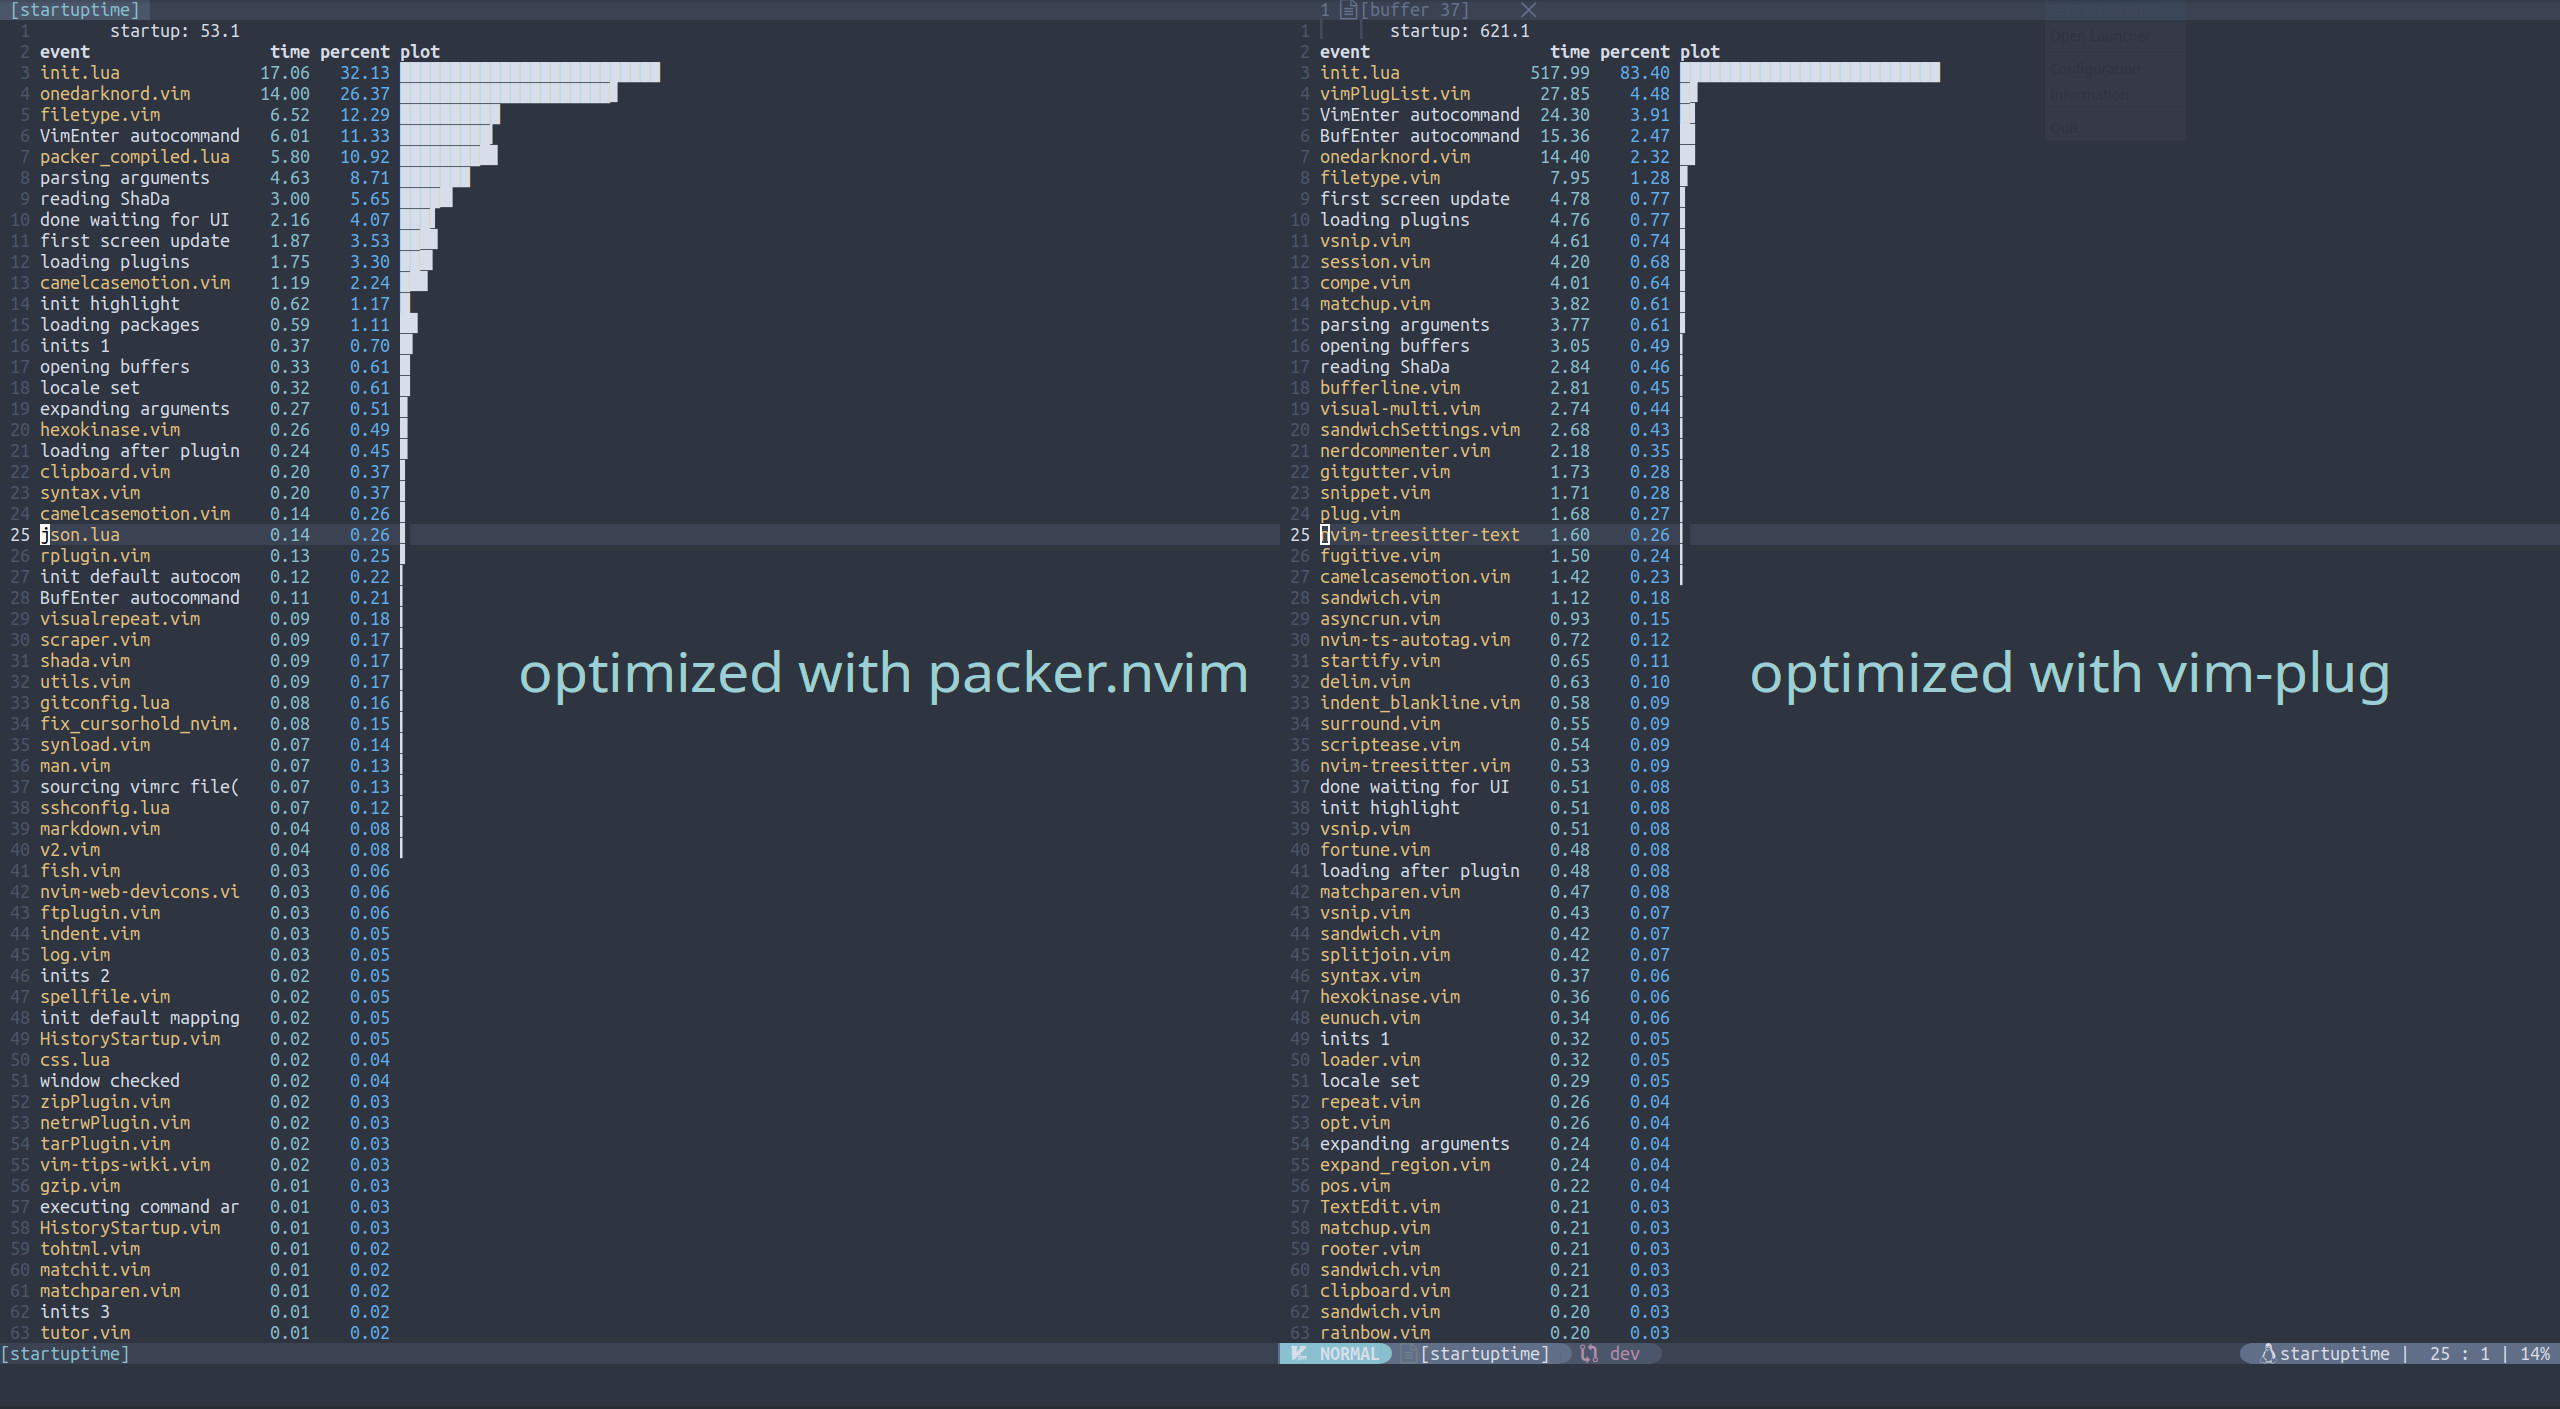 [startuptime]
1 startup: 53.1
2 event time percent plot
3 init.lua 17.06 32.13
4 onedarknord.vim 14.00 26.37
5 filetype.vim 6.52 12.29
6 VimEnter autocommand 6.01 11.33
7 packer_compiled.lua 5.80 10.92
8 parsing arguments 4.63 8.71
9 reading ShaDa 3.00 5.65
10 done waiting for UI 2.16 4.07
11 first screen update 1.87 3.53
12 loading plugins 1.75 3.30
13 camelcasemotion.vim 1.19 2.24
14 init highlight 0.62 1.17
15 loading packages 0.59 1.11
16 inits 1 0.37 0.70
17 opening buffers 0.33 0.61
18 locale set 0.32 0.61
19 expanding arguments 0.27 0.51
20 hexokinase.vim 0.26 0.49
21 loading after plugin 0.24 0.45
22 clipboard.vim 0.20 0.37
23 syntax.vim 0.20 0.37
24 camelcasemotion.vim 0.14 0.26
25 json.lua 0.14 0.26
26 rplugin.vim 0.13 0.25
27 init default autocom 0.12 0.22
28 BufEnter autocommand 0.11 0.21
29 visualrepeat.vim 0.09 0.18
30 scraper.vim 0.09 0.17
31 shada.vim 0.09 0.17
32 utils.vim 0.09 0.17
33 gitconfig.lua 0.08 0.16
34 fix_cursorhold_nvim. 0.08 0.15
35 synload.vim 0.07 0.14
36 man.vim 0.07 0.13
37 sourcing vimrc file( 0.07 0.13
38 sshconfig.lua 0.07 0.12
39 markdown.vim 0.04 0.08
40 v2.vim 0.04 0.08
41 fish.vim 0.03 0.06
42 nvim-web-devicons.vi 0.03 0.06
43 ftplugin.vim 0.03 0.06
44 indent.vim 0.03 0.05
45 log.vim 0.03 0.05
46 inits 2 0.02 0.05
47 spellfile.vim 0.02 0.05
48 init default mapping 0.02 0.05
49 HistoryStartup.vim 0.02 0.05
50 css.lua 0.02 0.04
51 window checked 0.02 0.04
52 zipPlugin.vim 0.02 0.03
53 netrwPlugin.vim 0.02 0.03
54 tarPlugin.vim 0.02 0.03
55 vim-tips-wiki.vim 0.02 0.03
56 gzip.vim 0.01 0.03
57 executing command ar 0.01 0.03
58 HistoryStartup.vim 0.01 0.03
59 tohtml.vim 0.01 0.02
60 matchit.vim 0.01 0.02
61 matchparen.vim 0.01 0.02
62 inits 3 0.01 0.02
63 tutor.vim 0.01 0.02
[startuptime]
optimized with packer.nvim
1 [buffer 37]
1 startup: 621.1
2 event time percent plot
3 init.lua 517.99 83.40
4 vimPlugList.vim 27.85 4.48
5 VimEnter autocommand 24.30 3.91
6 BufEnter autocommand 15.36 2.47
7 onedarknord.vim 14.40 2.32
8 filetype.vim 7.95 1.28
9 first screen update 4.78 0.77
10 loading plugins 4.76 0.77
11 vsnip.vim 4.61 0.74
12 session.vim 4.20 0.68
13 compe.vim 4.01 0.64
14 matchup.vim 3.82 0.61
15 parsing arguments 3.77 0.61
16 opening buffers 3.05 0.49
17 reading ShaDa 2.84 0.46
18 bufferline.vim 2.81 0.45
19 visual-multi.vim 2.74 0.44
20 sandwichSettings.vim 2.68 0.43
21 nerdcommenter.vim 2.18 0.35
22 gitgutter.vim 1.73 0.28
23 snippet.vim 1.71 0.28
24 plug.vim 1.68 0.27
25 nvim-treesitter-text 1.60 0.26
26 fugitive.vim 1.50 0.24
27 camelcasemotion.vim 1.42 0.23
28 sandwich.vim 1.12 0.18
29 asyncrun.vim 0.93 0.15
30 nvim-ts-autotag.vim 0.72 0.12
31 startify.vim 0.65 0.11
32 delim.vim 0.63 0.10
33 indent_blankline.vim 0.58 0.09
34 surround.vim 0.55 0.09
35 scriptease.vim 0.54 0.09
36 nvim-treesitter.vim 0.53 0.09
37 done waiting for UI 0.51 0.08
38 init highlight 0.51 0.08
39 vsnip.vim 0.51 0.08
40 fortune.vim 0.48 0.08
41 loading after plugin 0.48 0.08
42 matchparen.vim 0.47 0.08
43 vsnip.vim 0.43 0.07
44 sandwich.vim 0.42 0.07
45 splitjoin.vim 0.42 0.07
46 syntax.vim 0.37 0.06
47 hexokinase.vim 0.36 0.06
48 eunuch.vim 0.34 0.06
49 inits 1 0.32 0.05
50 loader.vim 0.32 0.05
51 locale set 0.29 0.05
52 repeat.vim 0.26 0.04
53 opt.vim 0.26 0.04
54 expanding arguments 0.24 0.04
55 expand_region.vim 0.24 0.04
56 pos.vim 0.22 0.04
57 TextEdit.vim 0.21 0.03
58 matchup.vim 0.21 0.03
59 rooter.vim 0.21 0.03
60 sandwich.vim 0.21 0.03
61 clipboard.vim 0.21 0.03
62 sandwich.vim 0.20 0.03
63 rainbow.vim 0.20 0.03
NORMAL [startuptime] dev startuptime | 25 : 1 | 14%
optimized with vim-plug
Open Launcher
Configuration
Information
Quit